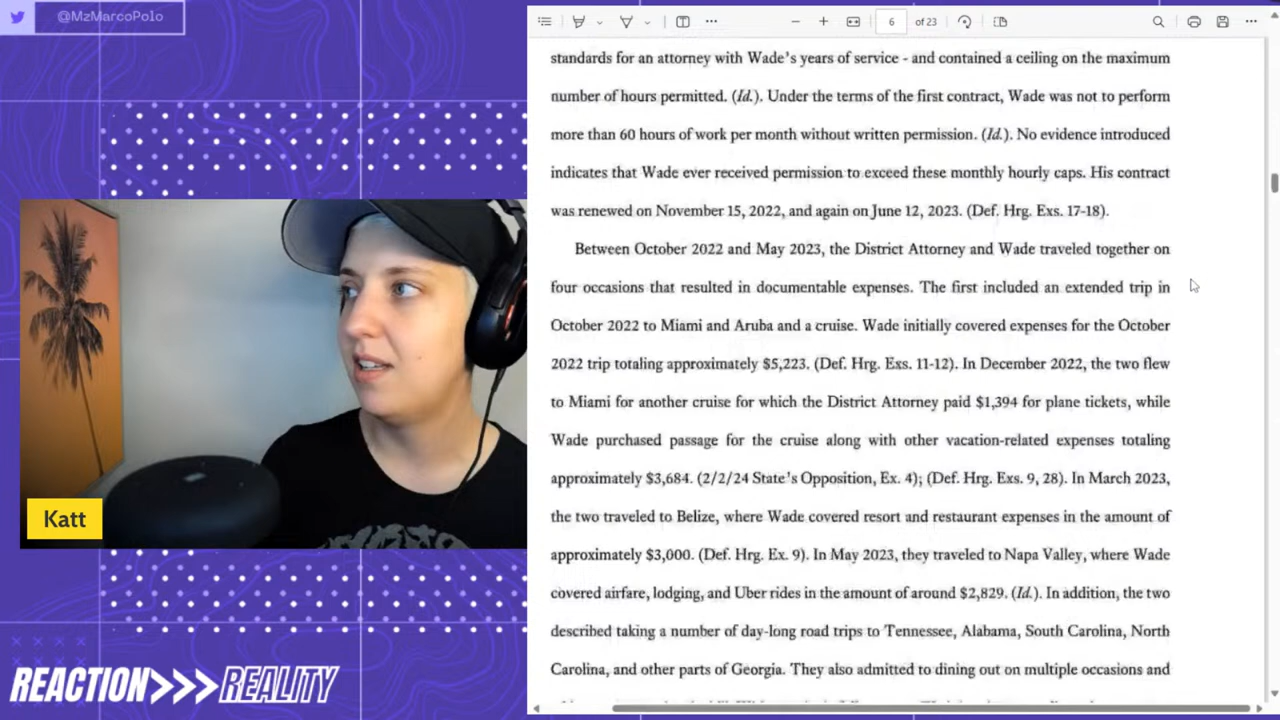 @MzMarcoPolo
6 of 23
standards for an attorney with Wade's years of service - and contained a ceiling on the maximum
number of hours permitted. (Id.). Under the terms of the first contract, Wade was not to perform
more than 60 hours of work per month without written permission. (Id.). No evidence introduced
indicates that Wade ever received permission to exceed these monthly hourly caps. His contract
was renewed on November 15, 2022, and again on June 12, 2023. (Def. Hrg. Exs. 17-18).
Between October 2022 and May 2023, the District Attorney and Wade traveled together on
four occasions that resulted in documentable expenses. The first included an extended trip in
October 2022 to Miami and Aruba and a cruise. Wade initially covered expenses for the October
2022 trip totaling approximately $5,223. (Def. Hrg. Exs. 11-12). In December 2022, the two flew
to Miami for another cruise for which the District Attorney paid $1,394 for plane tickets, while
Wade purchased passage for the cruise along with other vacation-related expenses totaling
approximately $3,684. (2/2/24 State's Opposition, Ex. 4); (Def. Hrg. Exs. 9, 28). In March 2023,
the two traveled to Belize, where Wade covered resort and restaurant expenses in the amount of
approximately $3,000. (Def. Hrg. Ex. 9). In May 2023, they traveled to Napa Valley, where Wade
covered airfare, lodging, and Uber rides in the amount of around $2,829. (Id.). In addition, the two
described taking a number of day-long road trips to Tennessee, Alabama, South Carolina, North
Carolina, and other parts of Georgia. They also admitted to dining out on multiple occasions and
Katt
REACTION>>>REALITY